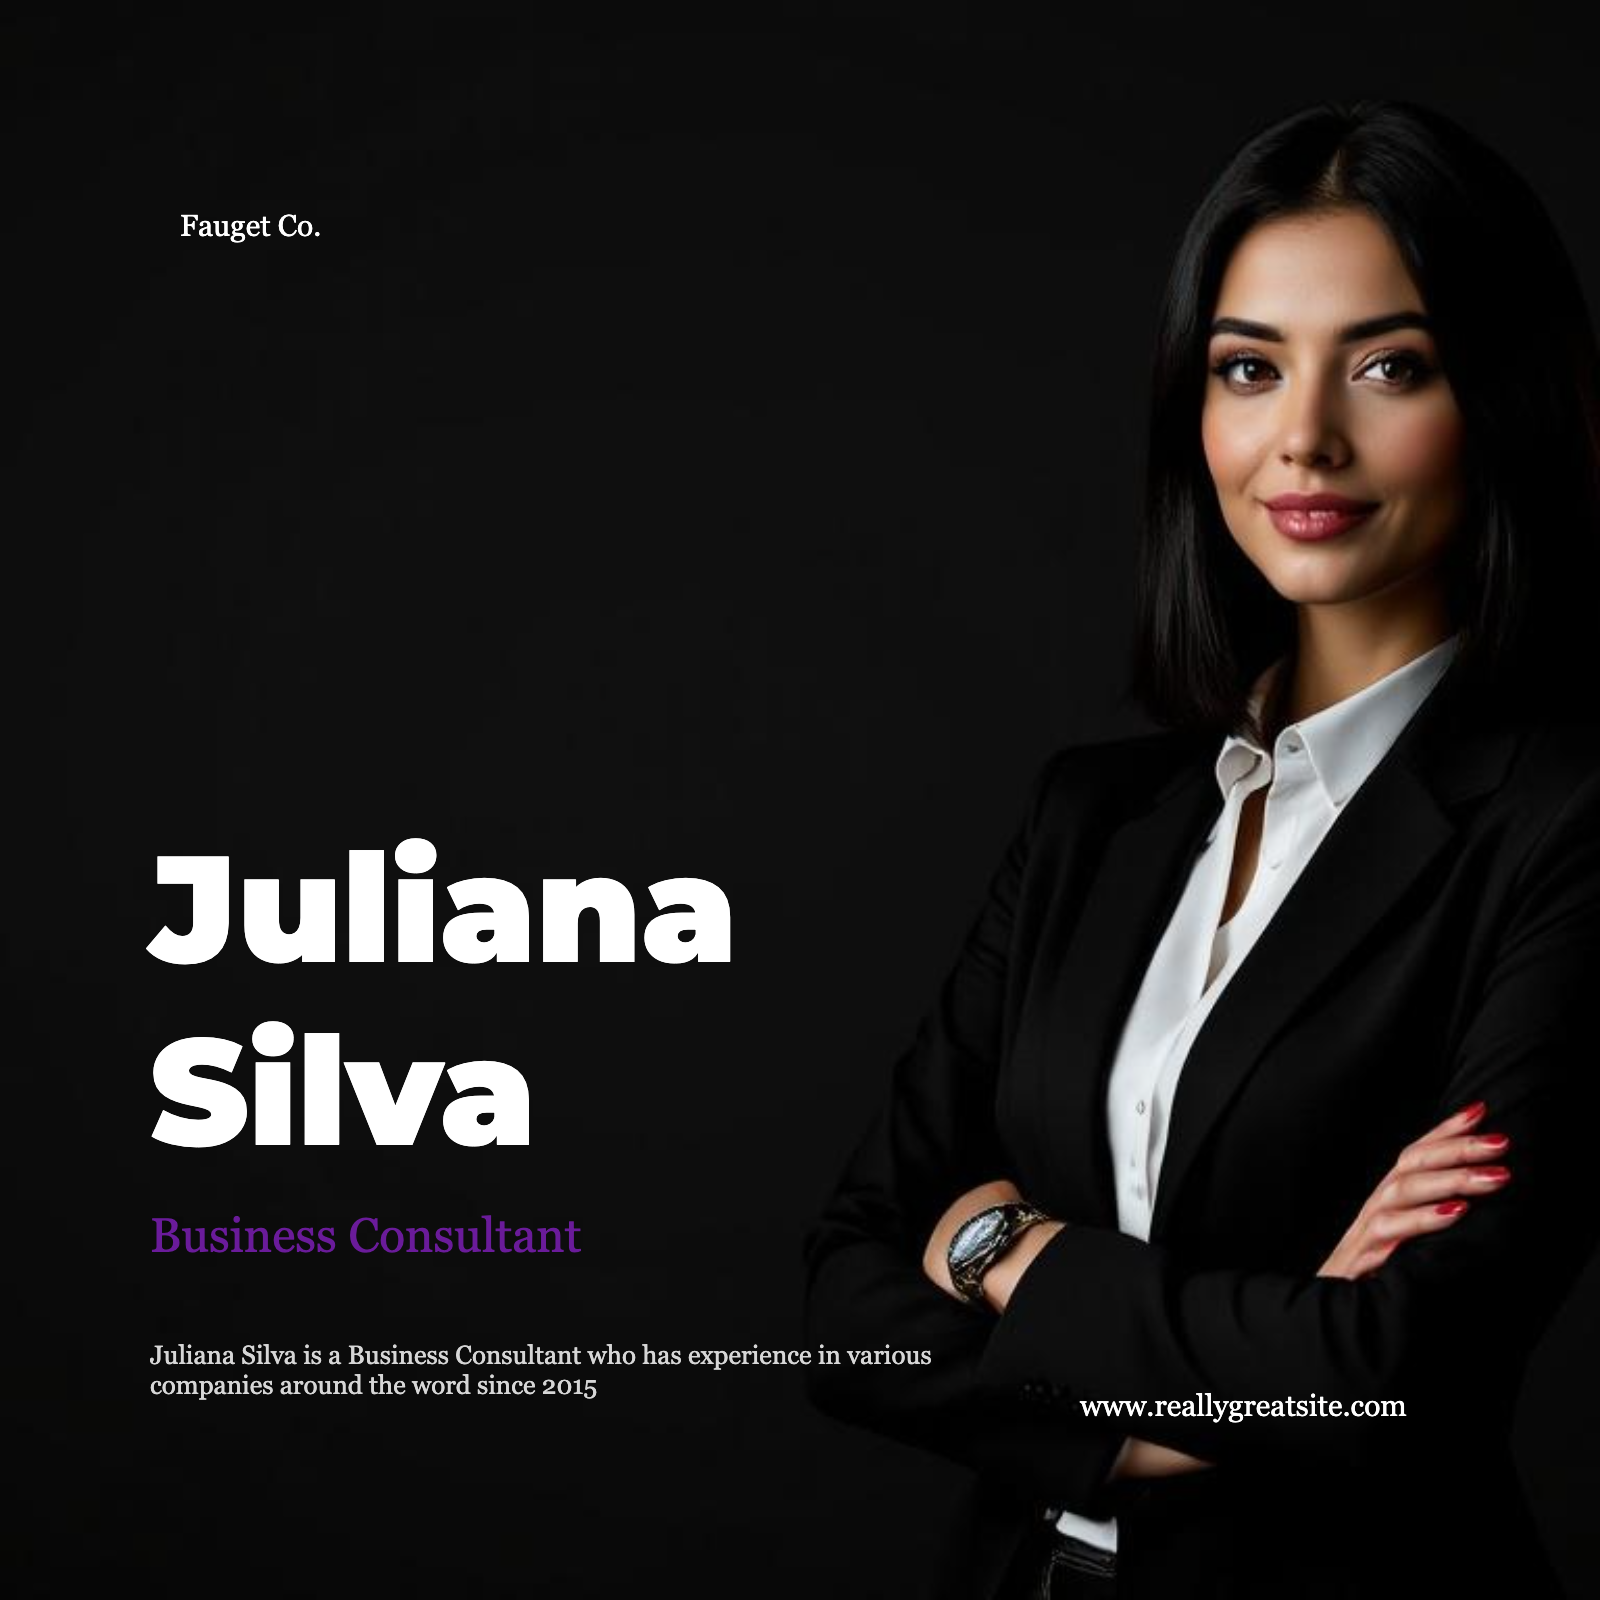 Fauget Co.
Juliana
Silva
Business Consultant
Juliana Silva is a Business Consultant who has experience in various
companies around the word since 2015
www.reallygreatsite.com